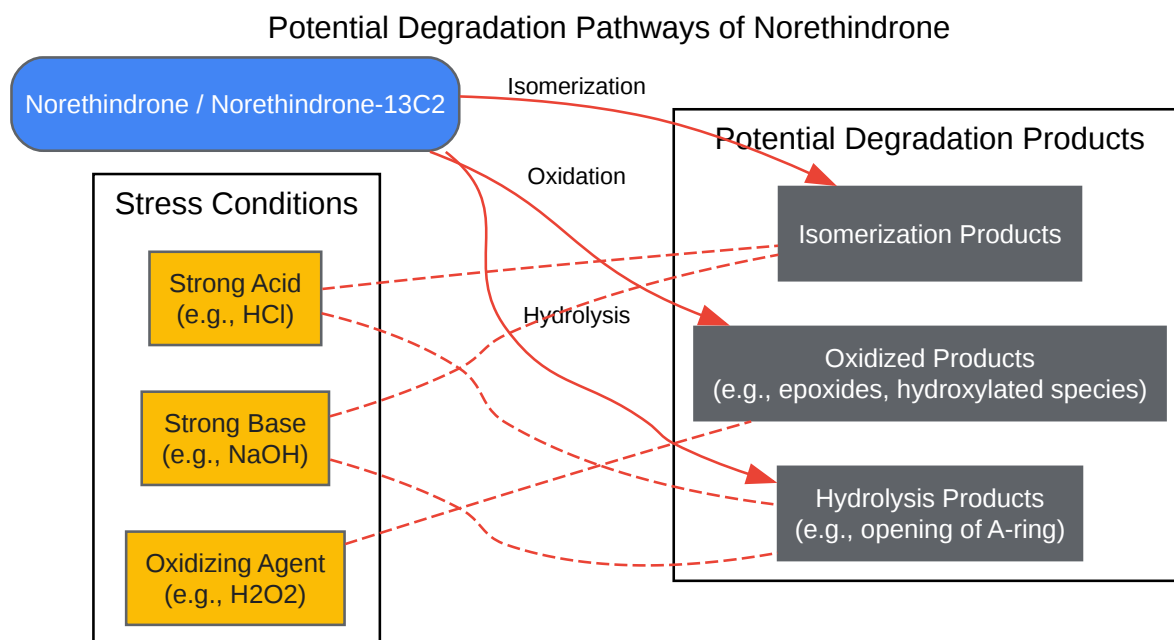 Potential Degradation Pathways of Norethindrone
Norethindrone / Norethindrone-13C2
Isomerization
Oxidation
Hydrolysis
Stress Conditions
Strong Acid
(e.g., HCl)
Strong Base
(e.g., NaOH)
Oxidizing Agent
(e.g., H2O2)
Potential Degradation Products
Isomerization Products
Oxidized Products
(e.g., epoxides, hydroxylated species)
Hydrolysis Products
(e.g., opening of A-ring)